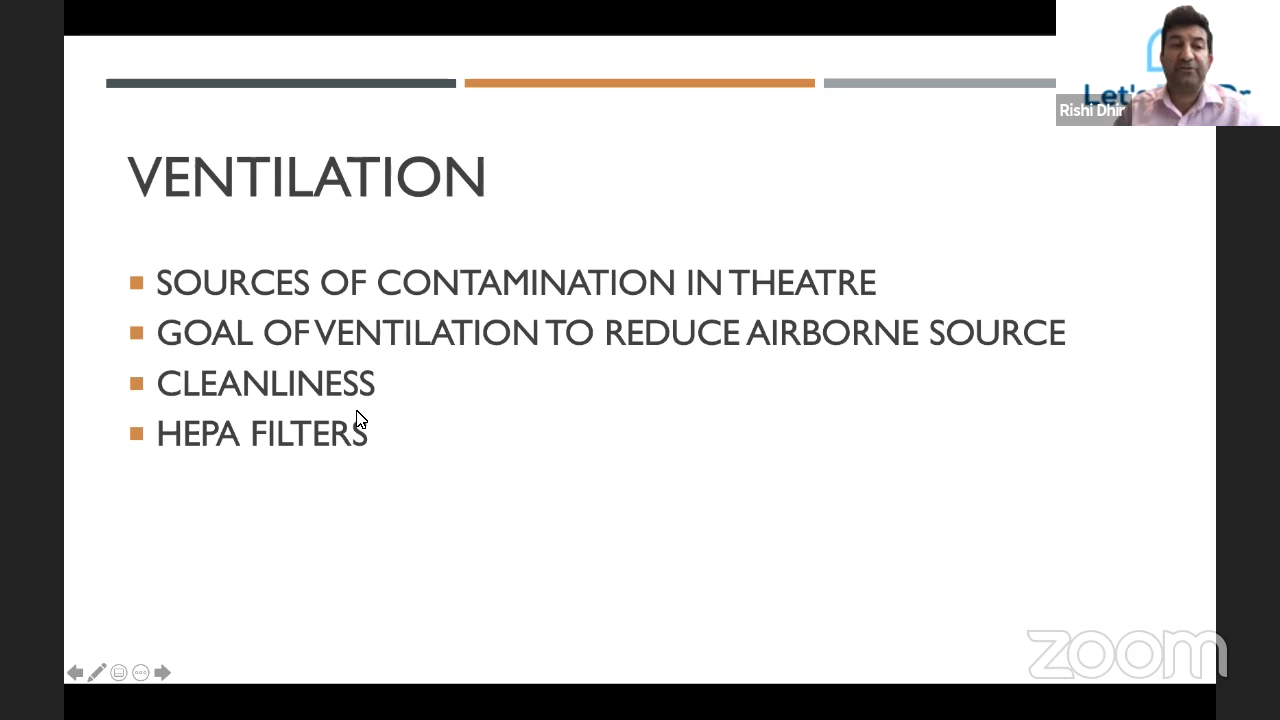 Let's
Rishi Dhir
VENTILATION
SOURCES OF CONTAMINATION IN THEATRE
GOAL OF VENTILATION TO REDUCE AIRBORNE SOURCE
CLEANLINESS
HEPA FILTERS
zoom